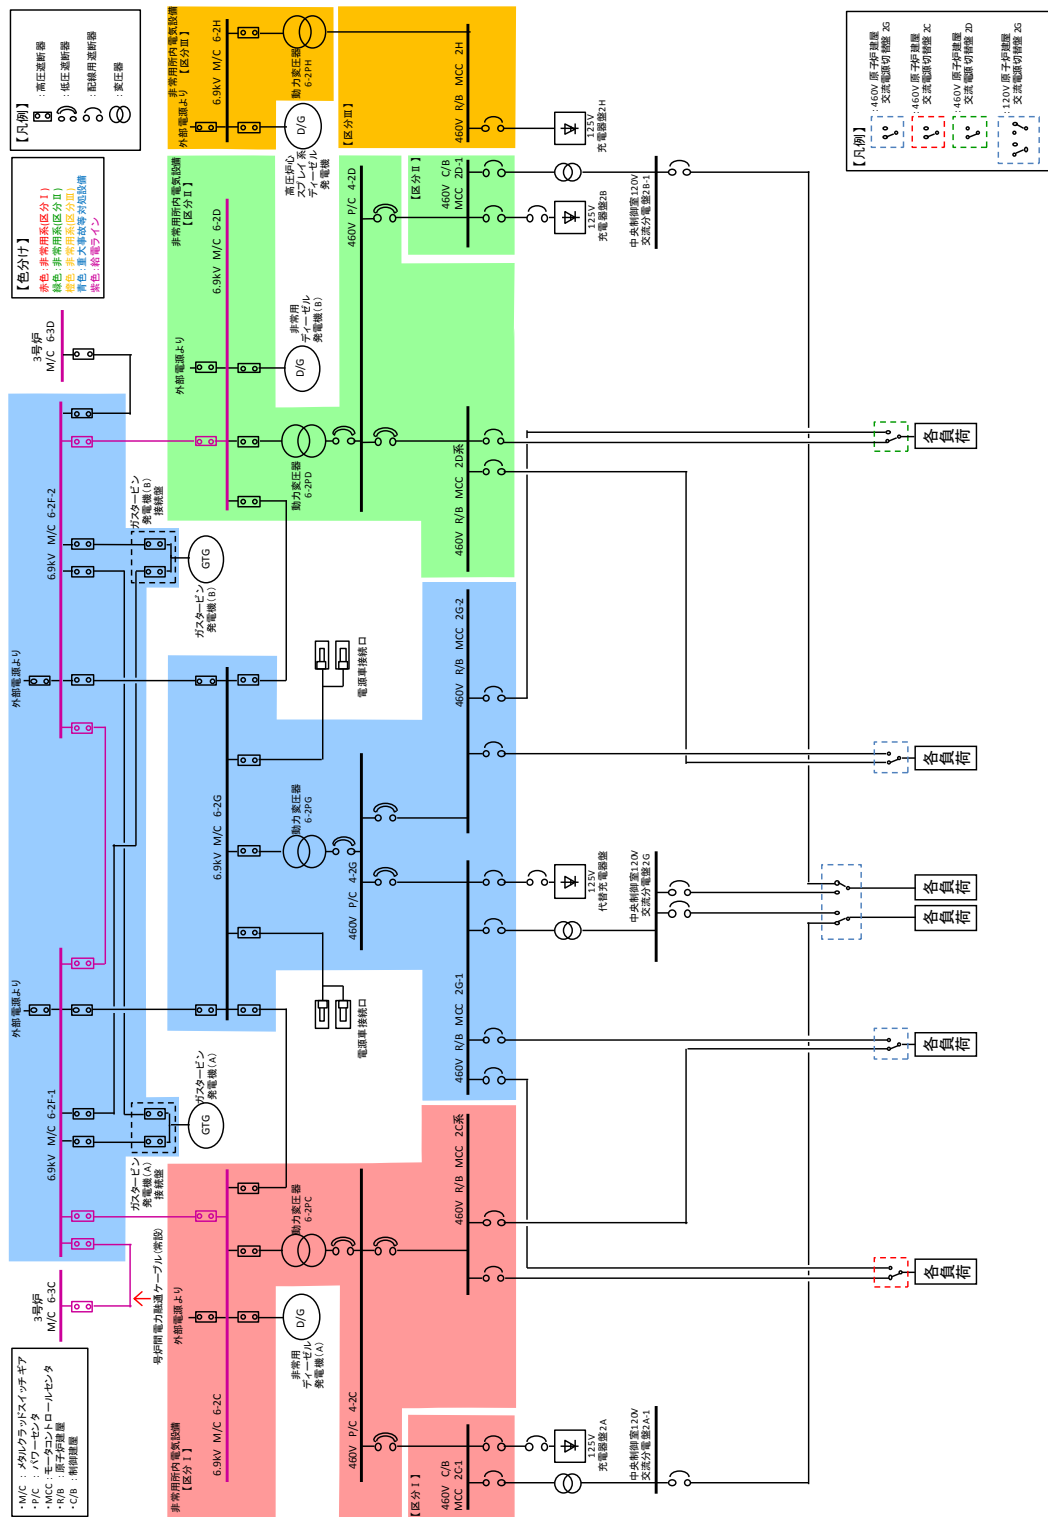 ・M/C ：メタルクラッドスイッチギア
・P/C ：パワーセンタ
・MCC：モータコントロールセンタ
・R/B ：原子炉建屋
・C/B ：制御建屋
3号炉
M/C 6-3C
号炉間電力融通ケーブル(常設)
6.9kV M/C 6-2F-1
外部電源より
6.9kV M/C 6-2F-2
外部電源より
3号炉
M/C 6-3D
【色分け】
赤色：非常用系(区分Ⅰ)
緑色：非常用系(区分Ⅱ)
橙色：非常用系(区分Ⅲ)
青色：重大事故等対処設備
紫色：給電ライン
【凡例】
：高圧遮断器
：低圧遮断器
：配線用遮断器
：変圧器
ガスタービン
発電機(A)
接続盤
GTG
ガスタービン
発電機(A)
ガスタービン
発電機(B)
接続盤
GTG
ガスタービン
発電機(B)
非常用所内電気設備
【区分Ⅰ】
6.9kV M/C 6-2C
外部電源より
D/G
非常用
ディーゼル
発電機(A)
動力変圧器
6-2PC
460V P/C 4-2C
【区分Ⅰ】
460V C/B
MCC 2C-1
460V R/B MCC 2C系
125V
充電器盤2A
中央制御室120V
交流分電盤2A-1
6.9kV M/C 6-2G
電源車接続口
動力変圧器
6-2PG
電源車接続口
460V P/C 4-2G
460V R/B MCC 2G-1
460V R/B MCC 2G-2
125V
代替充電器盤
中央制御室120V
交流分電盤2G
非常用所内電気設備
【区分Ⅱ】
6.9kV M/C 6-2D
外部電源より
D/G
非常用
ディーゼル
発電機(B)
動力変圧器
6-2PD
460V P/C 4-2D
【区分Ⅱ】
460V C/B
MCC 2D-1
460V R/B MCC 2D系
125V
充電器盤2B
中央制御室120V
交流分電盤2B-1
非常用所内電気設備
【区分Ⅲ】
6.9kV M/C 6-2H
外部電源より
動力変圧器
6-2PH
D/G
高圧炉心
スプレイ系
ディーゼル
発電機
【区分Ⅲ】
460V R/B MCC 2H
125V
充電器盤2H
各負荷
各負荷
各負荷
各負荷
各負荷
各負荷
【凡例】
：460V 原子炉建屋
交流電源切替盤 2G
：460V 原子炉建屋
交流電源切替盤 2C
：460V 原子炉建屋
交流電源切替盤 2D
：120V 原子炉建屋
交流電源切替盤 2G